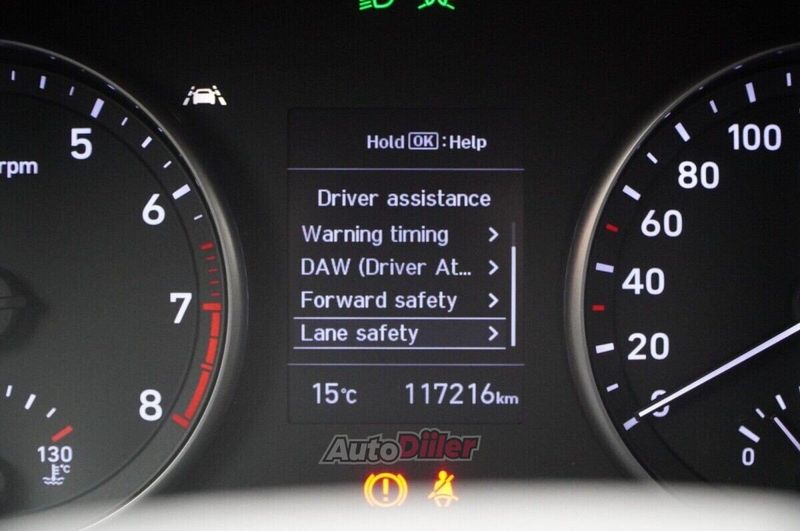 Hold OK : Help
Driver assistance
Warning timing >
DAW (Driver At... >
Forward safety >
Lane safety >
15°C 117216km
rpm
5
6
7
8
130
°C
100
80
60
40
20
0
0
AutoDiiler